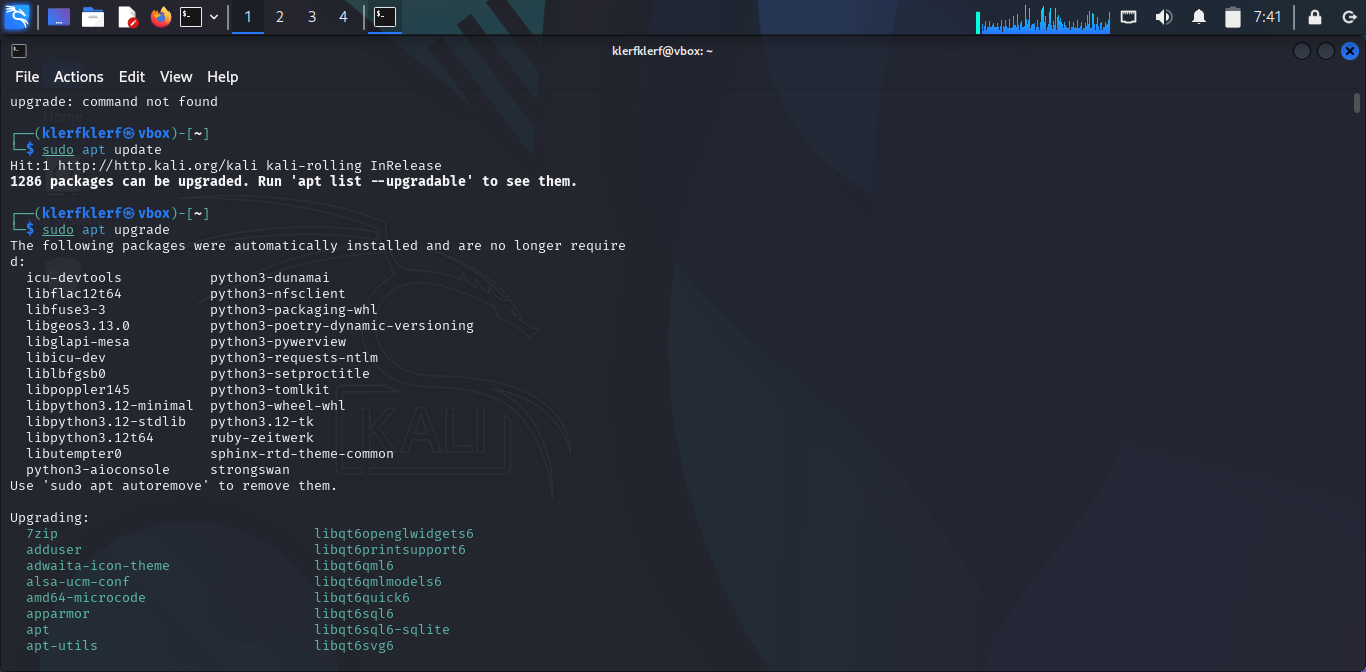 1 2 3 4 7:41
klerfklerf@vbox: ~
File Actions Edit View Help
upgrade: command not found
Home
┌──(klerfklerf㉿vbox)-[~]
└─$ sudo apt update
Hit:1 http://http.kali.org/kali kali-rolling InRelease
1286 packages can be upgraded. Run 'apt list --upgradable' to see them.
┌──(klerfklerf㉿vbox)-[~]
└─$ sudo apt upgrade
The following packages were automatically installed and are no longer require
d:
icu-devtools python3-dunamai
libflac12t64 python3-nfsclient
libfuse3-3 python3-packaging-whl
libgeos3.13.0 python3-poetry-dynamic-versioning
libglapi-mesa python3-pywerview
libicu-dev python3-requests-ntlm
liblbfgsb0 python3-setproctitle
libpoppler145 python3-tomlkit
libpython3.12-minimal python3-wheel-whl
libpython3.12-stdlib python3.12-tk
libpython3.12t64 ruby-zeitwerk
libutempter0 sphinx-rtd-theme-common
python3-aioconsole strongswan
KALI
Use 'sudo apt autoremove' to remove them.
Upgrading:
7zip libqt6openglwidgets6
adduser libqt6printsupport6
adwaita-icon-theme libqt6qml6
alsa-ucm-conf libqt6qmlmodels6
amd64-microcode libqt6quick6
apparmor libqt6sql6
apt libqt6sql6-sqlite
apt-utils libqt6svg6